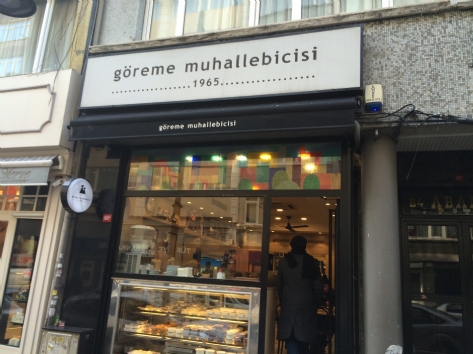 göreme muhallebicisi
..................1965..................
göreme muhallebicisi